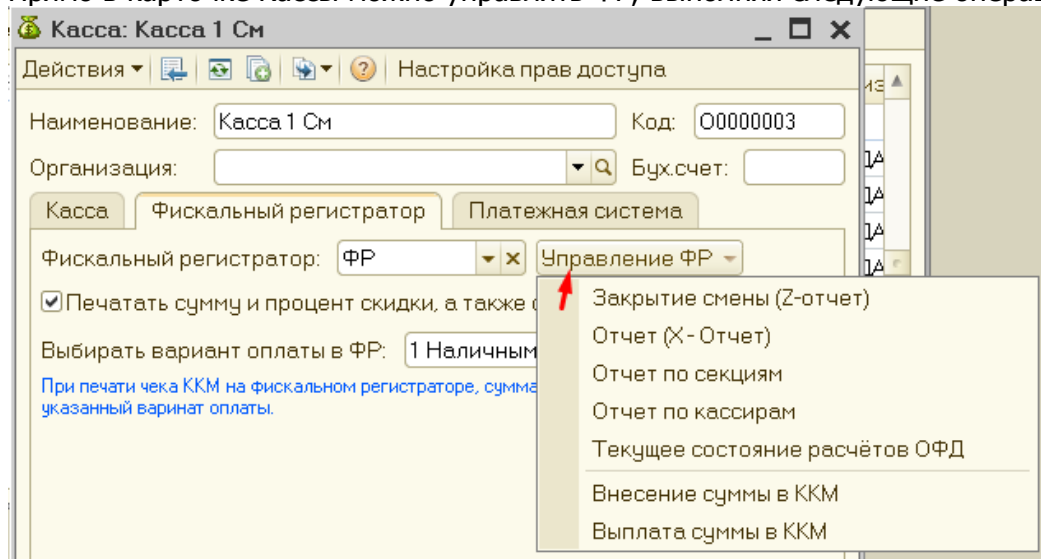 Касса: Касса 1 См
Действия Настройка прав доступа
Наименование: Касса 1 См Код: О0000003
Организация: Бух.счет:
Касса Фискальный регистратор Платежная система
Фискальный регистратор: ФР Управление ФР
Печатать сумму и процент скидки, а также
Закрытие смены (Z-отчет)
Отчет (X - Отчет)
Выбирать вариант оплаты в ФР: 1 Наличным
Отчет по секциям
При печати чека ККМ на фискальном регистраторе, сумма
указанный варинат оплаты.
Отчет по кассирам
Текущее состояние расчётов ОФД
Внесение суммы в ККМ
Выплата суммы в ККМ